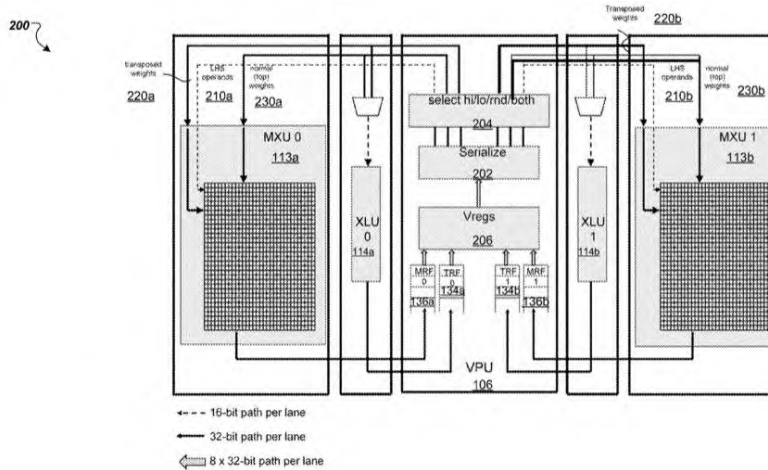 200
Transposed
weights
220b
transposed
weights
220a
LHS
operands
210a
normal
(top)
weights
230a
select hi/lo/rnd/both
204
LHS
operands
210b
normal
(top)
weights
230b
MXU 0
113a
Serialize
202
MXU 1
113b
XLU
0
114a
Vregs
206
XLU
1
114b
MRF
0
136a
TRF
0
134a
TRF
1
134b
MRF
1
136b
VPU
106
16-bit path per lane
32-bit path per lane
8 x 32-bit path per lane